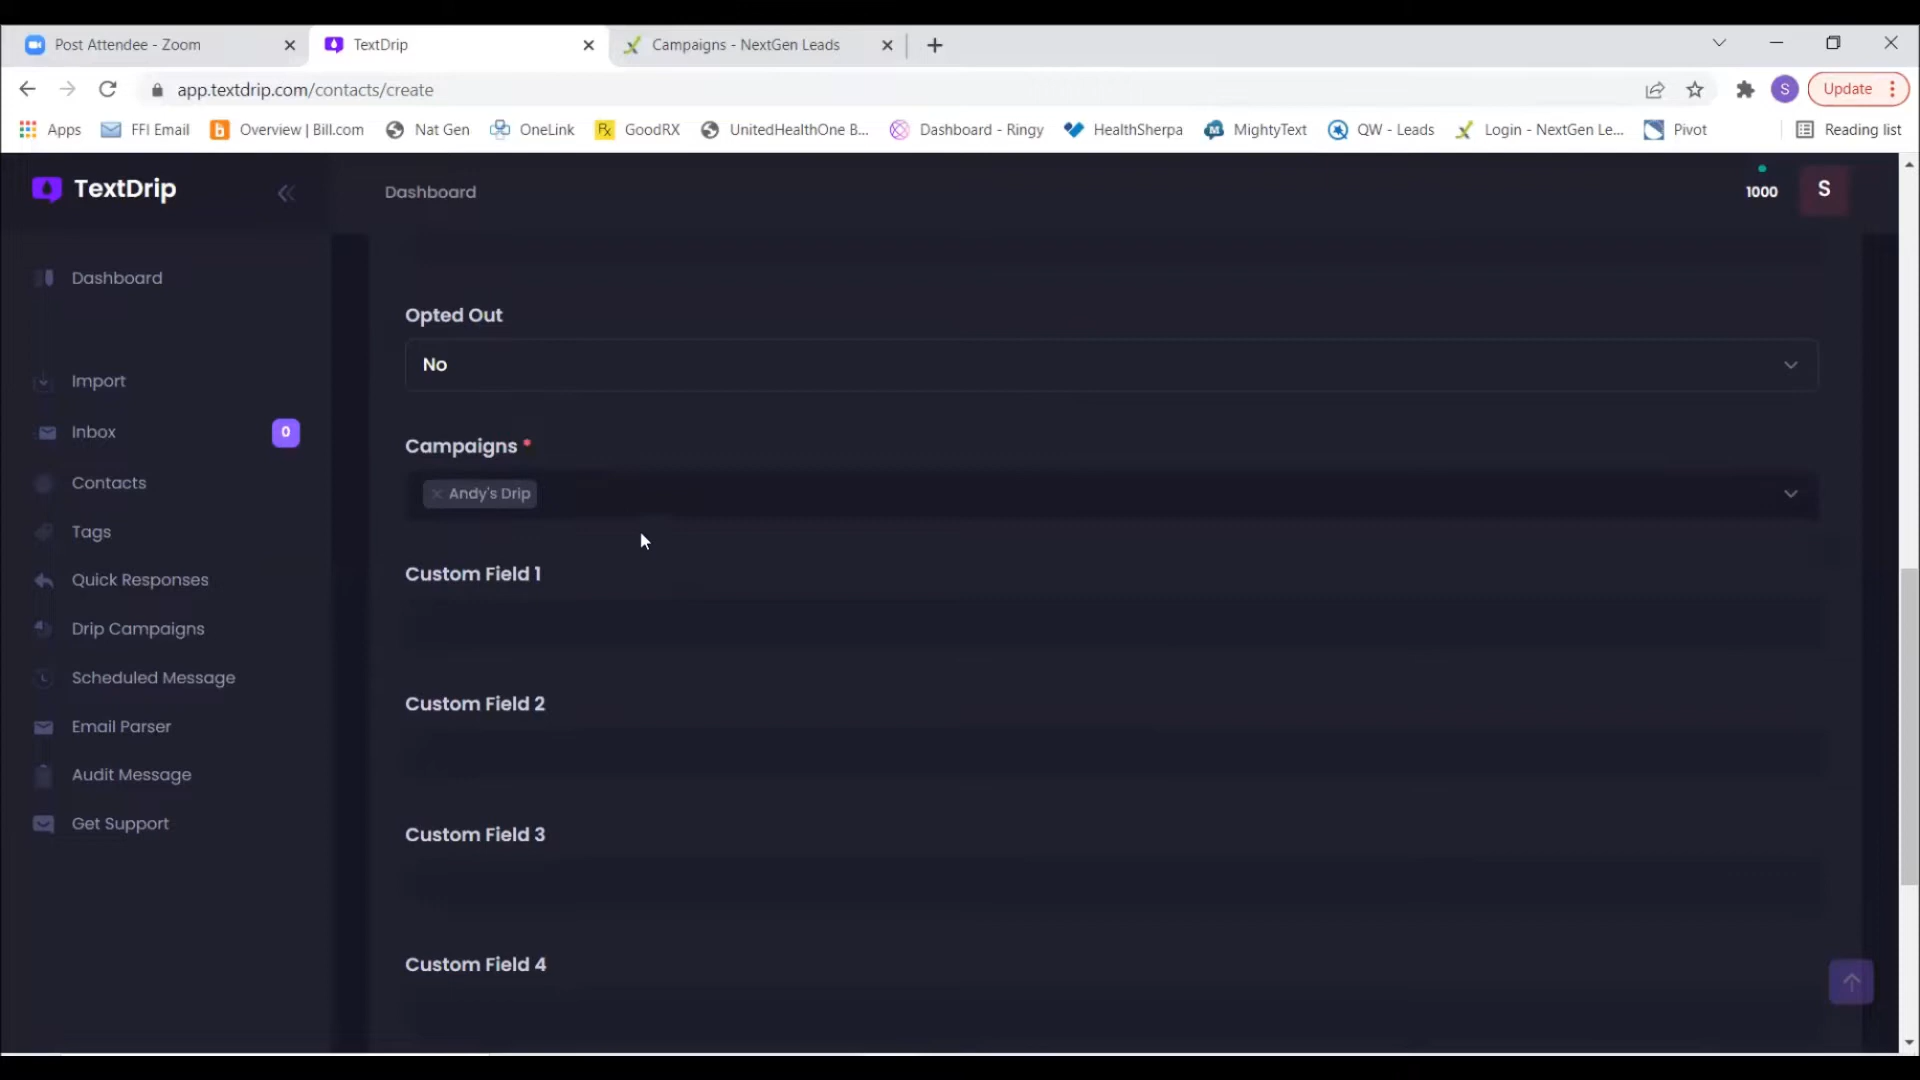 Post Attendee - Zoom
TextDrip
Campaigns - NextGen Leads
app.textdrip.com/contacts/create
S
Update
Apps
FFI Email
Overview | Bill.com
Nat Gen
OneLink
GoodRX
UnitedHealthOne B...
Dashboard - Ringy
HealthSherpa
MightyText
QW - Leads
Login - NextGen Le...
Pivot
Reading list
TextDrip
Dashboard
1000
S
Dashboard
Import
Inbox
0
Contacts
Tags
Quick Responses
Drip Campaigns
Scheduled Message
Email Parser
Audit Message
Get Support
Opted Out
No
Campaigns *
× Andy's Drip
Custom Field 1
Custom Field 2
Custom Field 3
Custom Field 4